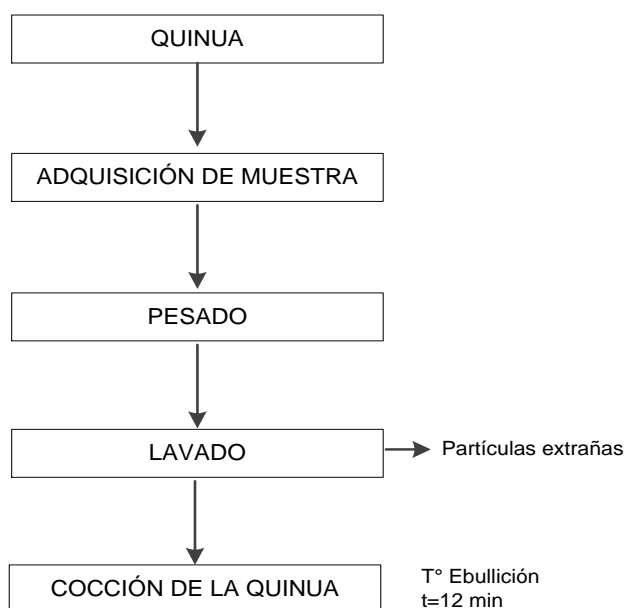 QUINUA
ADQUISICIÓN DE MUESTRA
PESADO
LAVADO
Partículas extrañas
COCCIÓN DE LA QUINUA
T° Ebullición
t=12 min